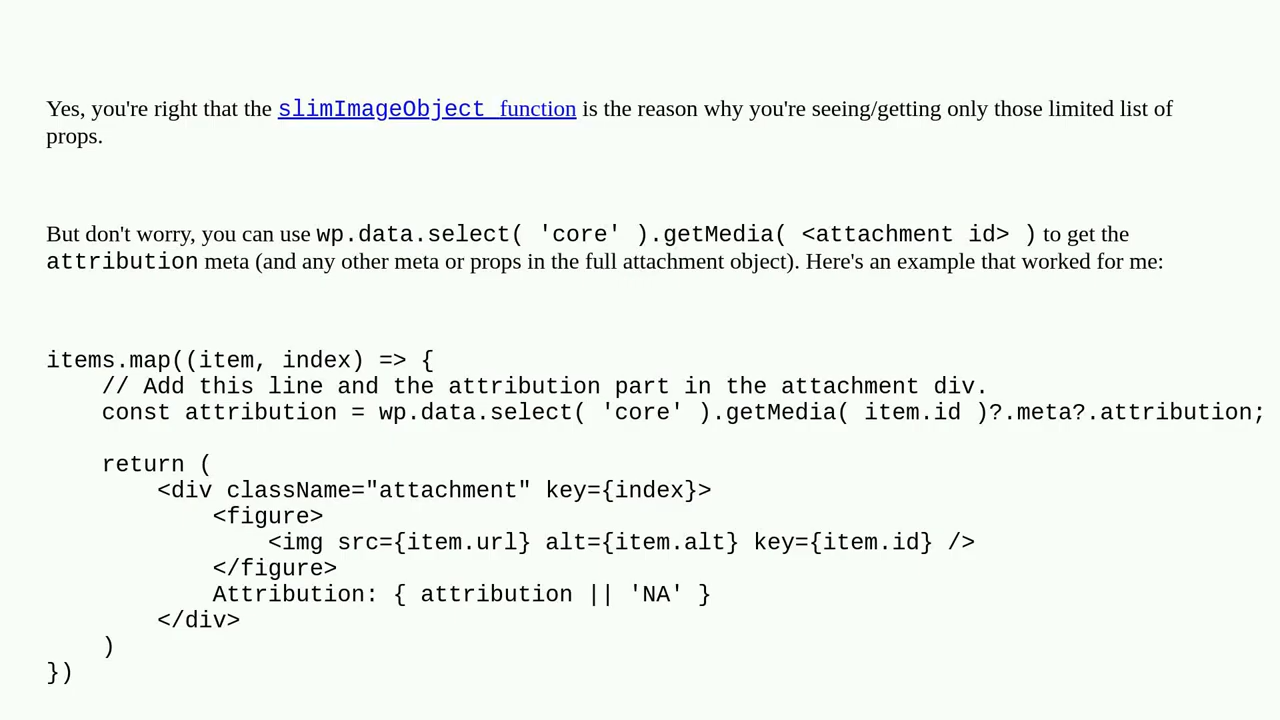 Yes, you're right that the slimImageObject function is the reason why you're seeing/getting only those limited list of
props.
But don't worry, you can use wp.data.select( 'core' ).getMedia( <attachment id> ) to get the
attribution meta (and any other meta or props in the full attachment object). Here's an example that worked for me:
items.map((item, index) => {
    // Add this line and the attribution part in the attachment div.
    const attribution = wp.data.select( 'core' ).getMedia( item.id )?.meta?.attribution;
    return (
        <div className="attachment" key={index}>
            <figure>
                <img src={item.url} alt={item.alt} key={item.id} />
            </figure>
            Attribution: { attribution || 'NA' }
        </div>
    )
})